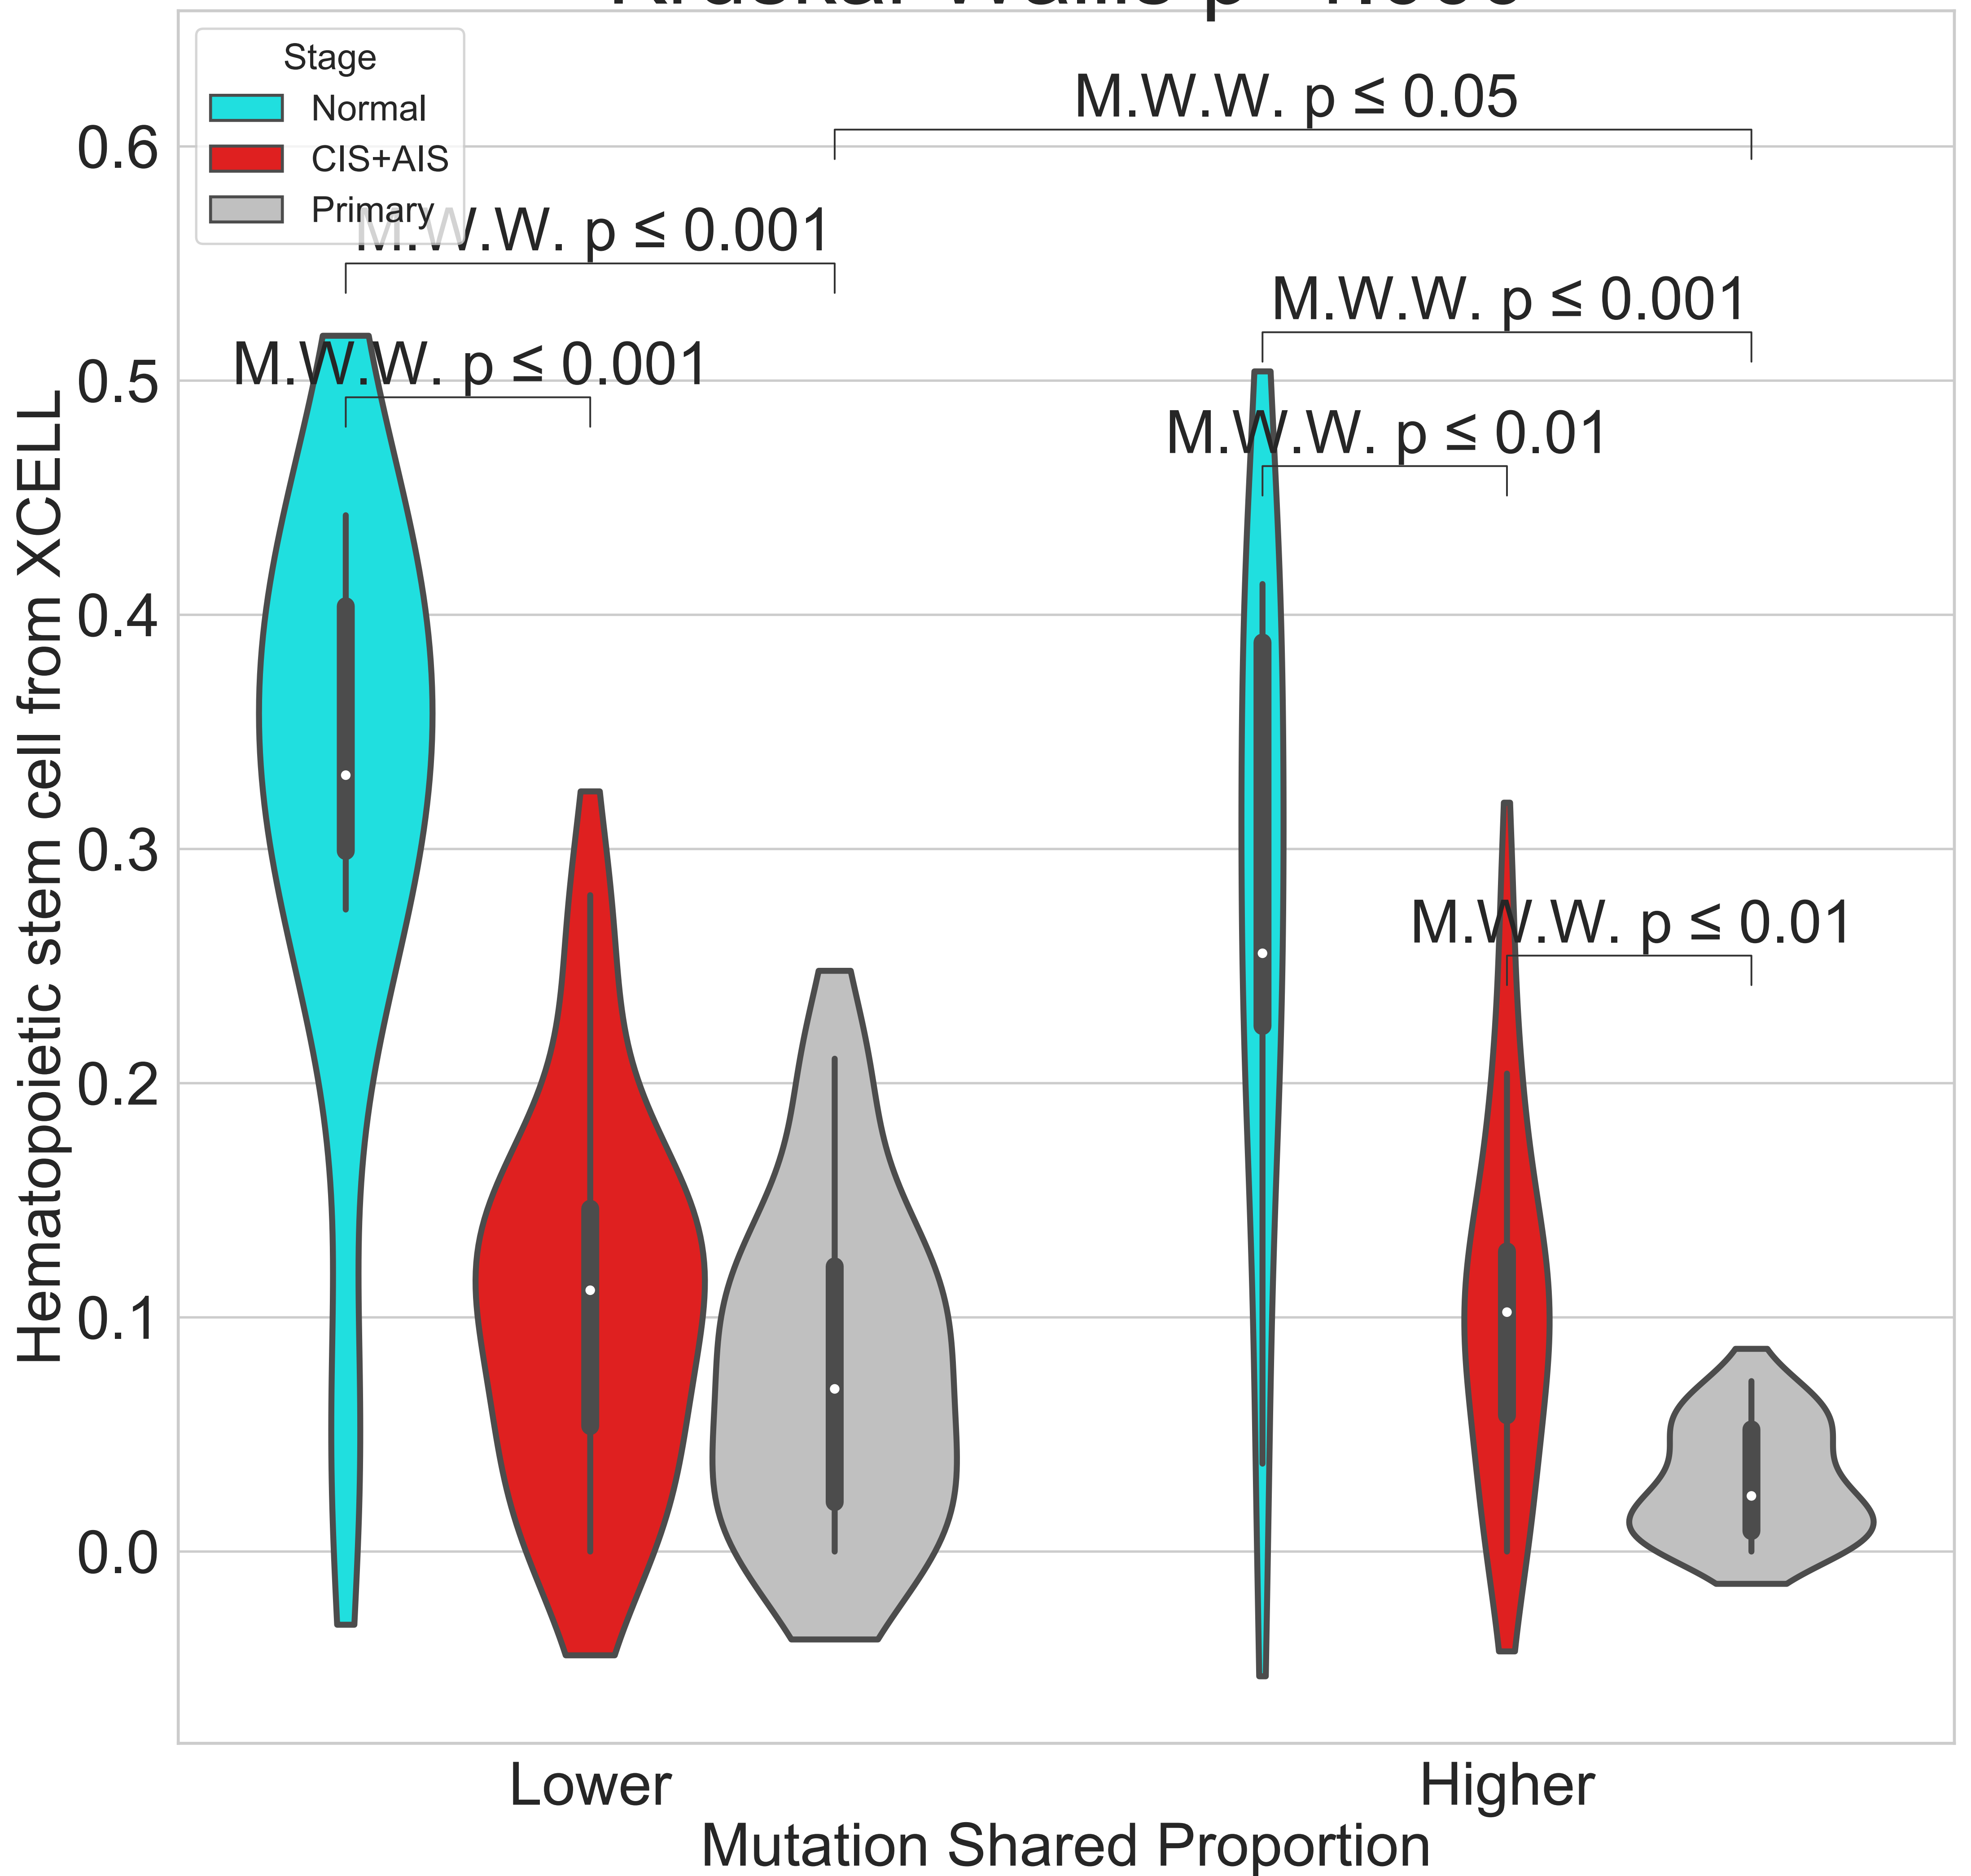 Stage
Normal
CIS+AIS
Primary
M.W.W. p ≤ 0.05
M.W.W. p ≤ 0.001
M.W.W. p ≤ 0.001
M.W.W. p ≤ 0.001
M.W.W. p ≤ 0.01
M.W.W. p ≤ 0.01
0.6
0.5
0.4
0.3
0.2
0.1
0.0
Hematopoietic stem cell from XCELL
Lower
Higher
Mutation Shared Proportion